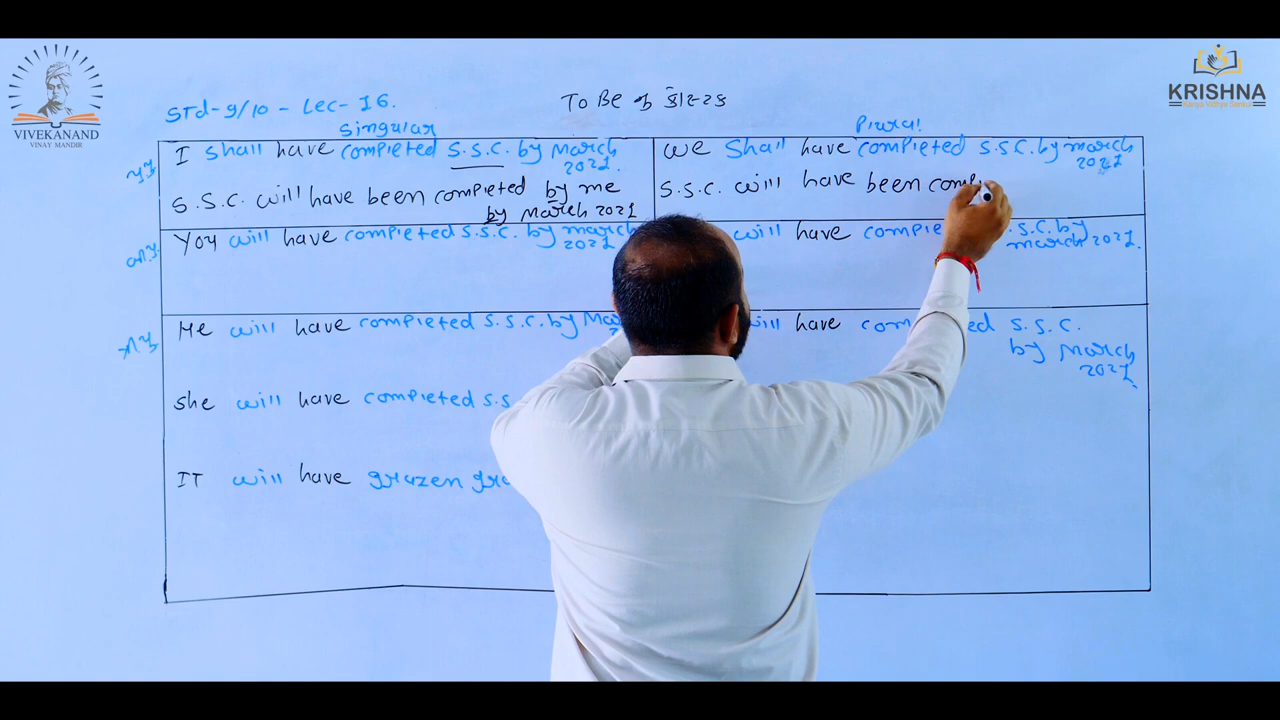 VIVEKANAND
VINAY MANDIR
KRISHNA
STd-9/10 - Lec-16.
To Be
Singular
Plural
I shall have completed S.S.C. by March 2021.
S.S.C. will have been completed by me
by March 2021
We Shall have completed S.S.C. by march 2021
S.S.C. will have been comp
You will have completed S.S.C. by march 2021
will have comple
S.C. by
march 2021.
He will have completed S.S.C. by Ma
will have com ed S.S.C.
by March
2021.
She will have completed S.S
IT will have grazen gra